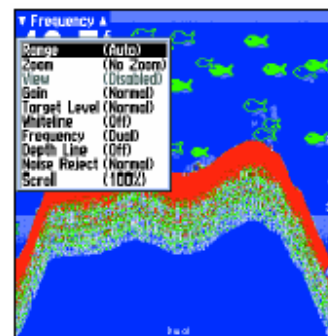 ▼ Frequency ▲
Range (Auto)
Zoom (No Zoom)
View (Disabled)
Gain (Normal)
Target Level (Normal)
Whiteline (Off)
Frequency (Dual)
Depth Line (Off)
Noise Reject (Normal)
Scroll (100%)
Dual